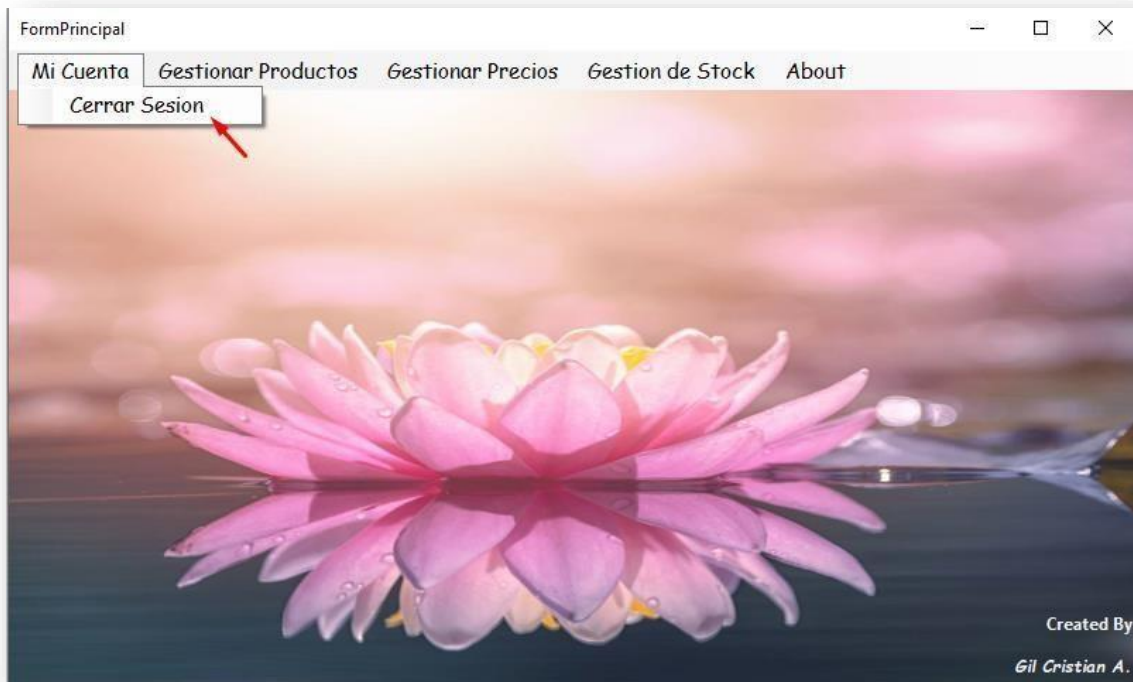 FormPrincipal
Mi Cuenta Gestionar Productos Gestionar Precios Gestion de Stock About
Cerrar Sesion
Created By
Gil Cristian A.